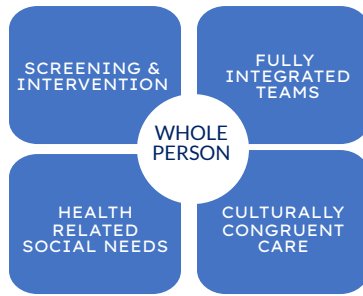 SCREENING &
INTERVENTION
FULLY
INTEGRATED
TEAMS
WHOLE
PERSON
HEALTH
RELATED
SOCIAL NEEDS
CULTURALLY
CONGRUENT
CARE